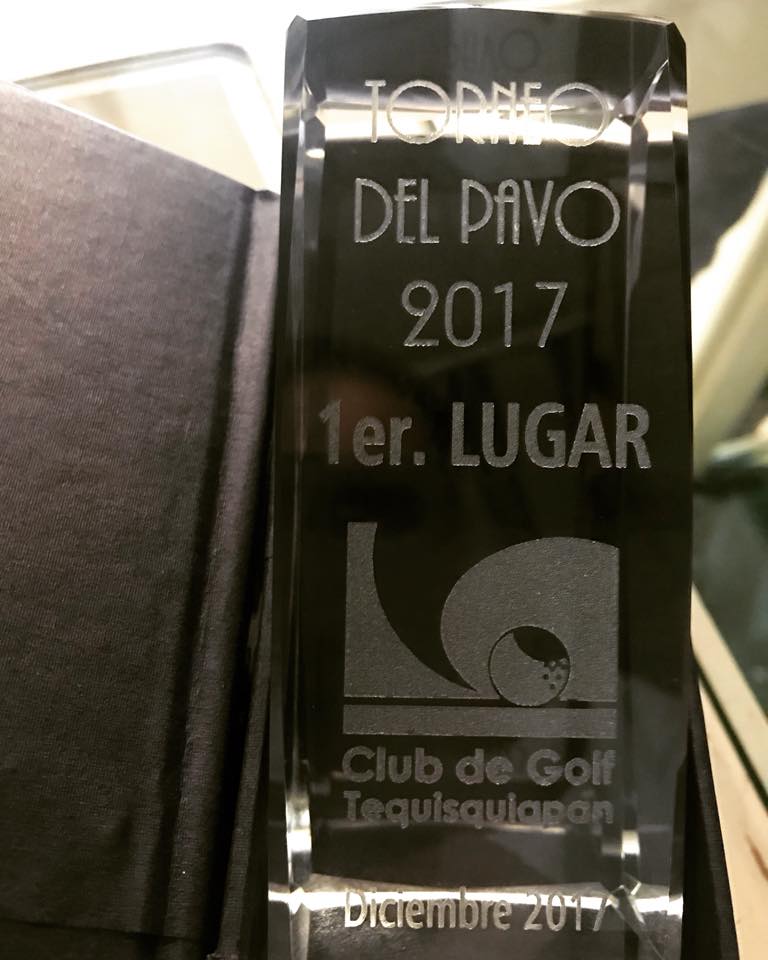 TORNEO
DEL PAVO
2017
1er. LUGAR
Club de Golf
Tequisquiapan
Diciembre 2017